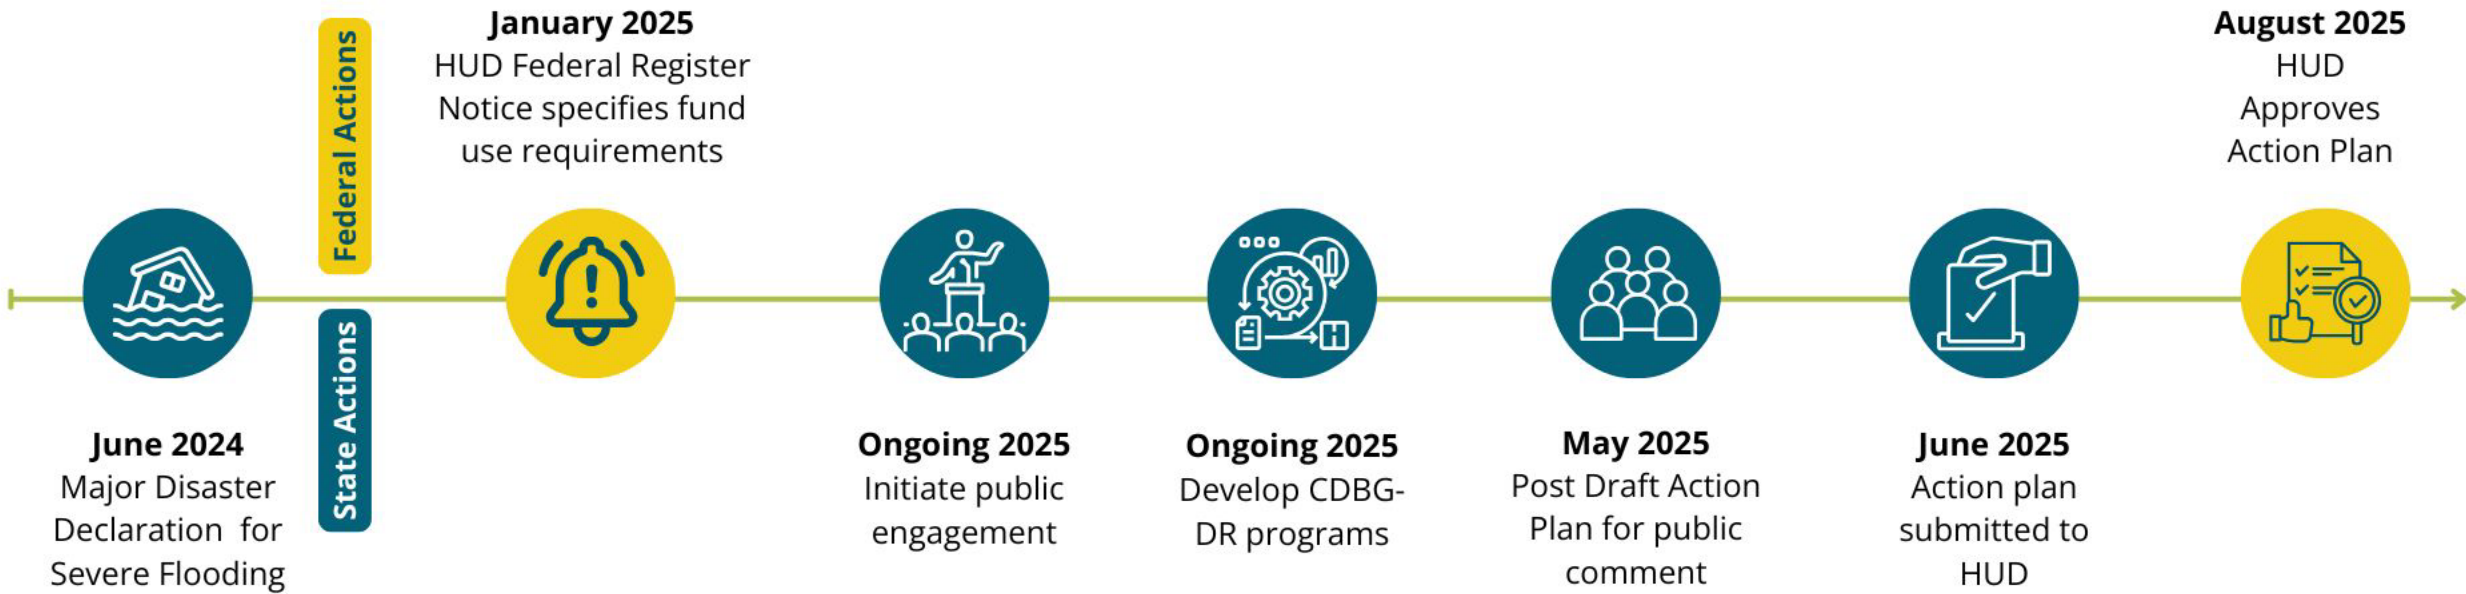 January 2025
HUD Federal Register
Notice specifies fund
use requirements
August 2025
HUD
Approves
Action Plan
Federal Actions
State Actions
June 2024
Major Disaster
Declaration for
Severe Flooding
Ongoing 2025
Initiate public
engagement
Ongoing 2025
Develop CDBG-
DR programs
May 2025
Post Draft Action
Plan for public
comment
June 2025
Action plan
submitted to
HUD